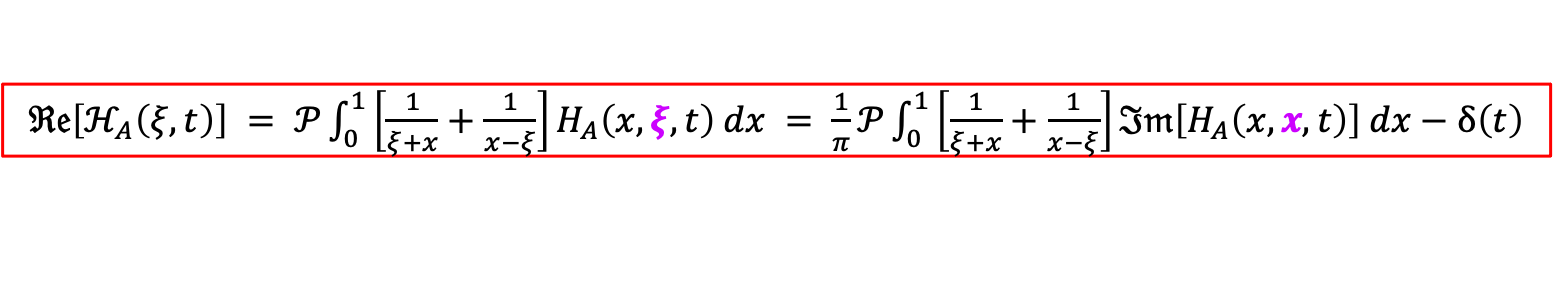 ℜe[ℋ_A(ξ, t)] = 𝒫 ∫_0^1 [1/(ξ+x) + 1/(x−ξ)] H_A(x, ξ, t) dx = 1/π 𝒫 ∫_0^1 [1/(ξ+x) + 1/(x−ξ)] ℑm[H_A(x, x, t)] dx − δ(t)